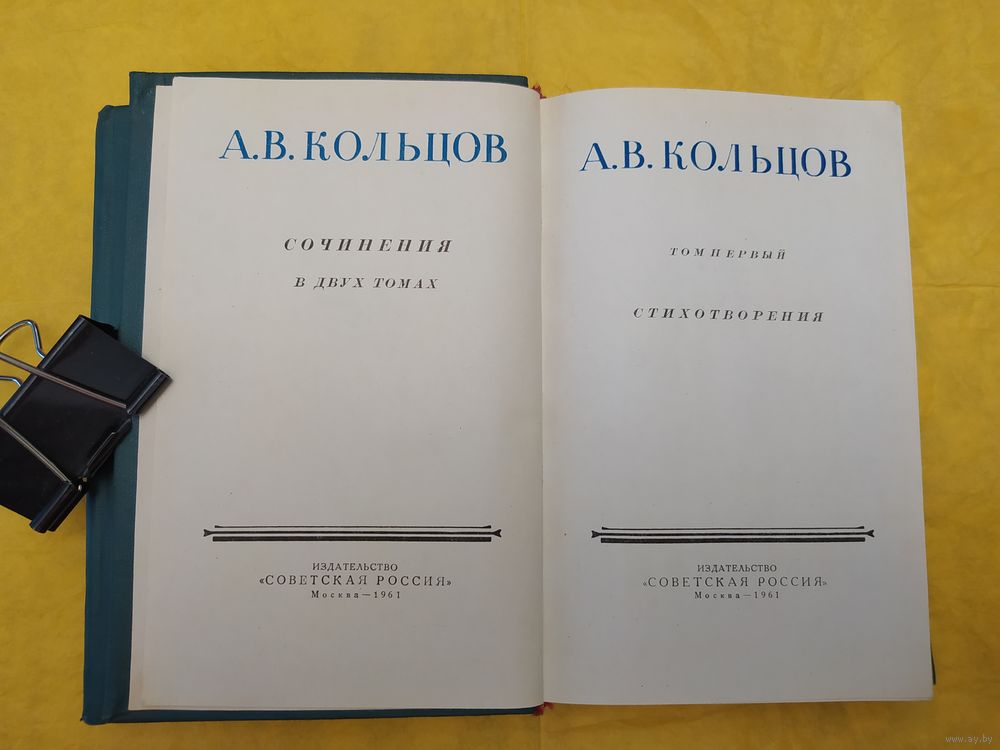 А.В. КОЛЬЦОВ
СОЧИНЕНИЯ
В ДВУХ ТОМАХ
ИЗДАТЕЛЬСТВО
«СОВЕТСКАЯ РОССИЯ»
Москва — 1961
А.В. КОЛЬЦОВ
ТОМ ПЕРВЫЙ
СТИХОТВОРЕНИЯ
ИЗДАТЕЛЬСТВО
«СОВЕТСКАЯ РОССИЯ»
Москва — 1961
www.ay.by